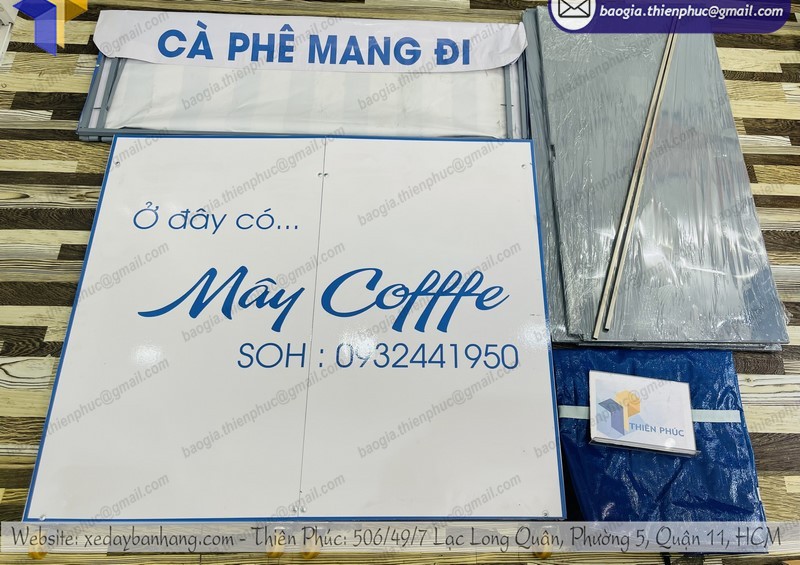 baogia.thienphuc@gmail.com
CÀ PHÊ MANG ĐI
Ở đây có...
Mây Cofffe
SOH : 0932441950
THIÊN PHÚC
Website: xedaybanhang.com - Thiên Phúc: 506/49/7 Lạc Long Quân, Phường 5, Quận 11, HCM